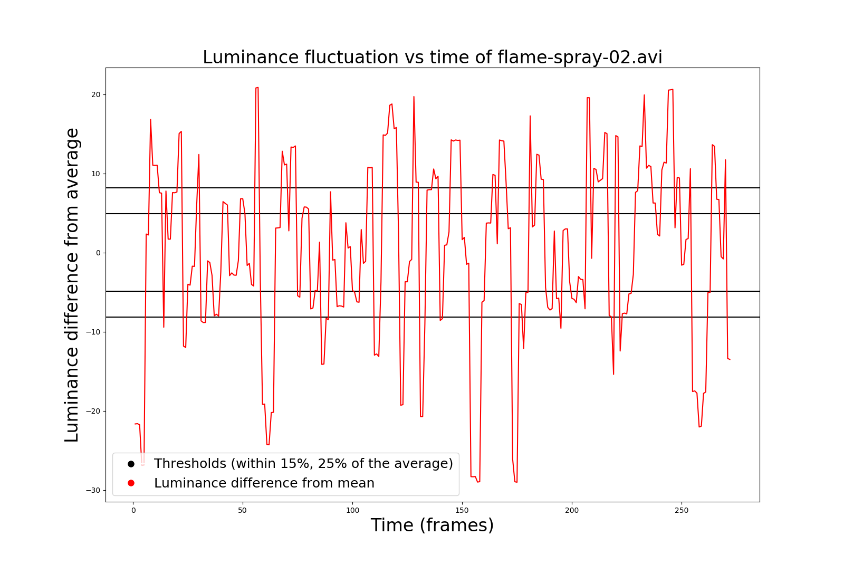 Luminance fluctuation vs time of flame-spray-02.avi
Luminance difference from average
20
10
0
−10
−20
−30
Thresholds (within 15%, 25% of the average)
Luminance difference from mean
0 50 100 150 200 250
Time (frames)